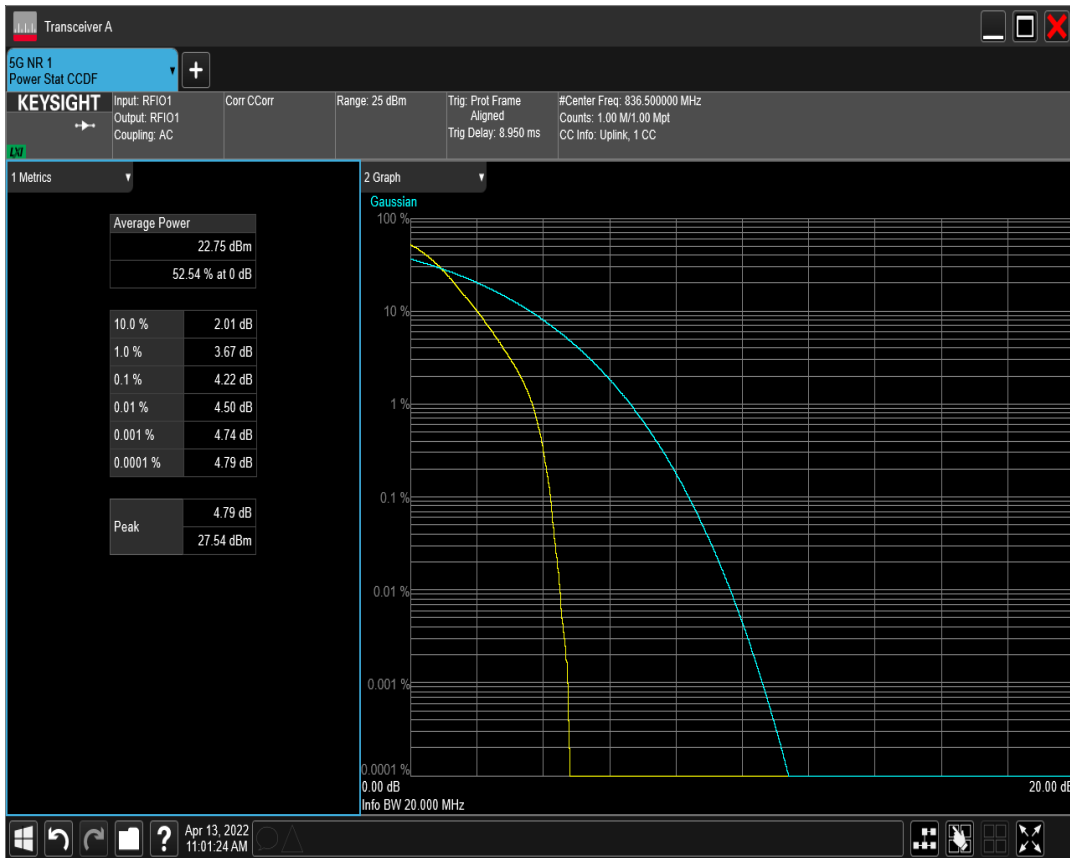 Transceiver A
5G NR 1
Power Stat CCDF
+
KEYSIGHT
LXI
Input: RFIO1
Output: RFIO1
Coupling: AC
Corr CCorr
Range: 25 dBm
Trig: Prot Frame
Aligned
Trig Delay: 8.950 ms
#Center Freq: 836.500000 MHz
Counts: 1.00 M/1.00 Mpt
CC Info: Uplink, 1 CC
1 Metrics
Average Power
22.75 dBm
52.54 % at 0 dB
10.0 % 2.01 dB
1.0 % 3.67 dB
0.1 % 4.22 dB
0.01 % 4.50 dB
0.001 % 4.74 dB
0.0001 % 4.79 dB
Peak
4.79 dB
27.54 dBm
2 Graph
Gaussian
100 %
10 %
1 %
0.1 %
0.01 %
0.001 %
0.0001 %
0.00 dB
20.00 dB
Info BW 20.000 MHz
?
Apr 13, 2022
11:01:24 AM